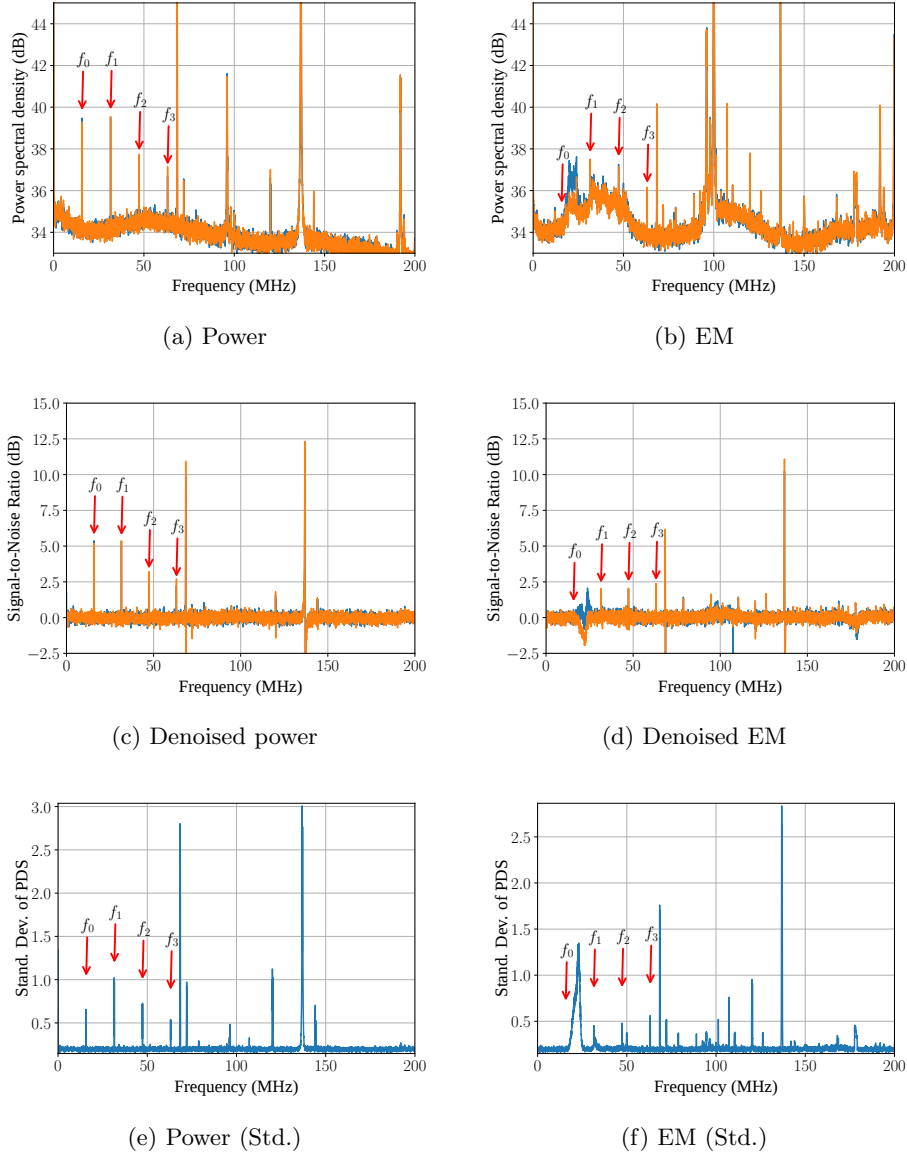 44
42
40
38
36
34
Power spectral density (dB)
f0
f1
f2
f3
0
50
100
150
200
Frequency (MHz)
(a) Power
44
42
40
38
36
34
Power spectral density (dB)
f0
f1
f2
f3
0
50
100
150
200
Frequency (MHz)
(b) EM
15.0
12.5
10.0
7.5
5.0
2.5
0.0
−2.5
Signal-to-Noise Ratio (dB)
f0
f1
f2
f3
0
50
100
150
200
Frequency (MHz)
(c) Denoised power
15.0
12.5
10.0
7.5
5.0
2.5
0.0
−2.5
Signal-to-Noise Ratio (dB)
f0
f1
f2
f3
0
50
100
150
200
Frequency (MHz)
(d) Denoised EM
3.0
2.5
2.0
1.5
1.0
0.5
Stand. Dev. of PDS
f0
f1
f2
f3
0
50
100
150
200
Frequency (MHz)
(e) Power (Std.)
2.5
2.0
1.5
1.0
0.5
Stand. Dev. of PDS
f0
f1
f2
f3
0
50
100
150
200
Frequency (MHz)
(f) EM (Std.)